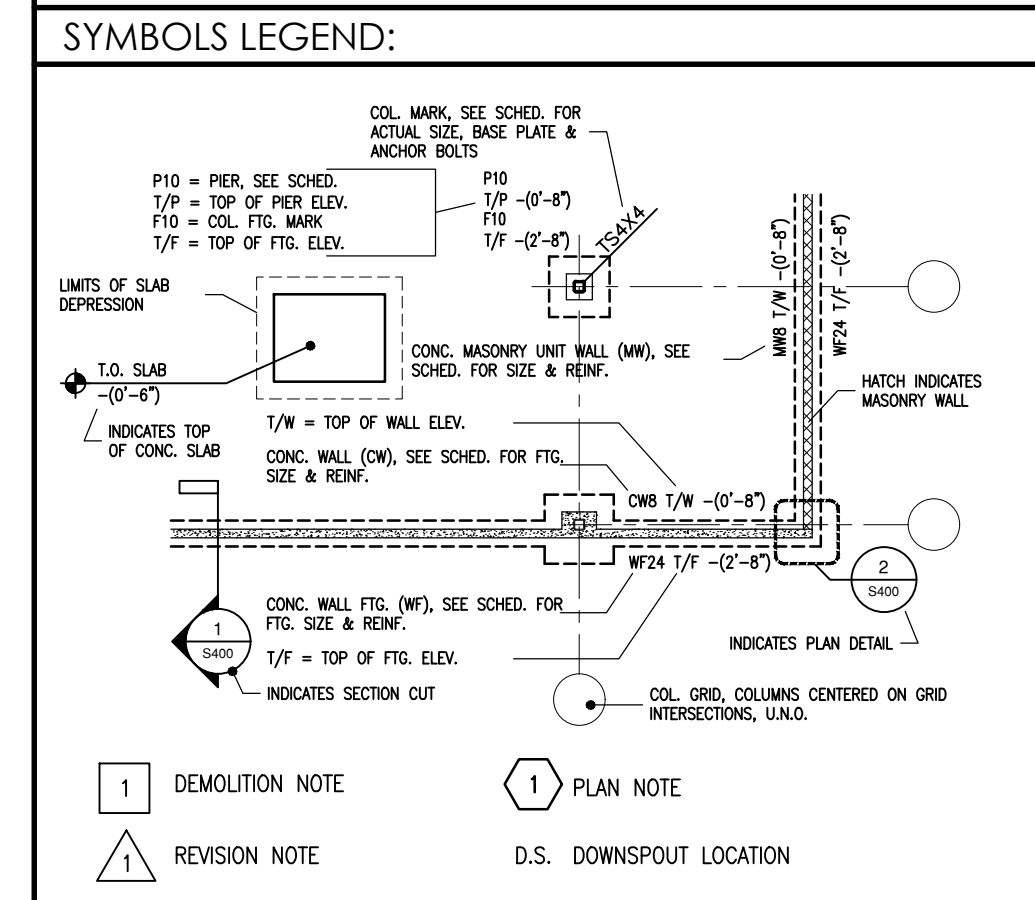 SYMBOLS LEGEND:
COL. MARK, SEE SCHED. FOR
ACTUAL SIZE, BASE PLATE &
ANCHOR BOLTS
P10 = PIER, SEE SCHED.
T/P = TOP OF PIER ELEV.
F10 = COL. FTG. MARK
T/F = TOP OF FTG. ELEV.
P10
T/P -(0'-8")
F10
T/F -(2'-8")
TS4X4
LIMITS OF SLAB
DEPRESSION
T.O. SLAB
-(0'-6")
INDICATES TOP
OF CONC. SLAB
CONC. MASONRY UNIT WALL (MW), SEE
SCHED. FOR SIZE & REINF.
MW8 T/W -(0'-8")
WF24 T/F -(2'-8")
HATCH INDICATES
MASONRY WALL
T/W = TOP OF WALL ELEV.
CONC. WALL (CW), SEE SCHED. FOR FTG.
SIZE & REINF.
CW8 T/W -(0'-8")
WF24 T/F -(2'-8")
2
S400
INDICATES PLAN DETAIL
CONC. WALL FTG. (WF), SEE SCHED. FOR
FTG. SIZE & REINF.
T/F = TOP OF FTG. ELEV.
1
S400
INDICATES SECTION CUT
COL. GRID, COLUMNS CENTERED ON GRID
INTERSECTIONS, U.N.O.
1 DEMOLITION NOTE
1 PLAN NOTE
1 REVISION NOTE
D.S. DOWNSPOUT LOCATION